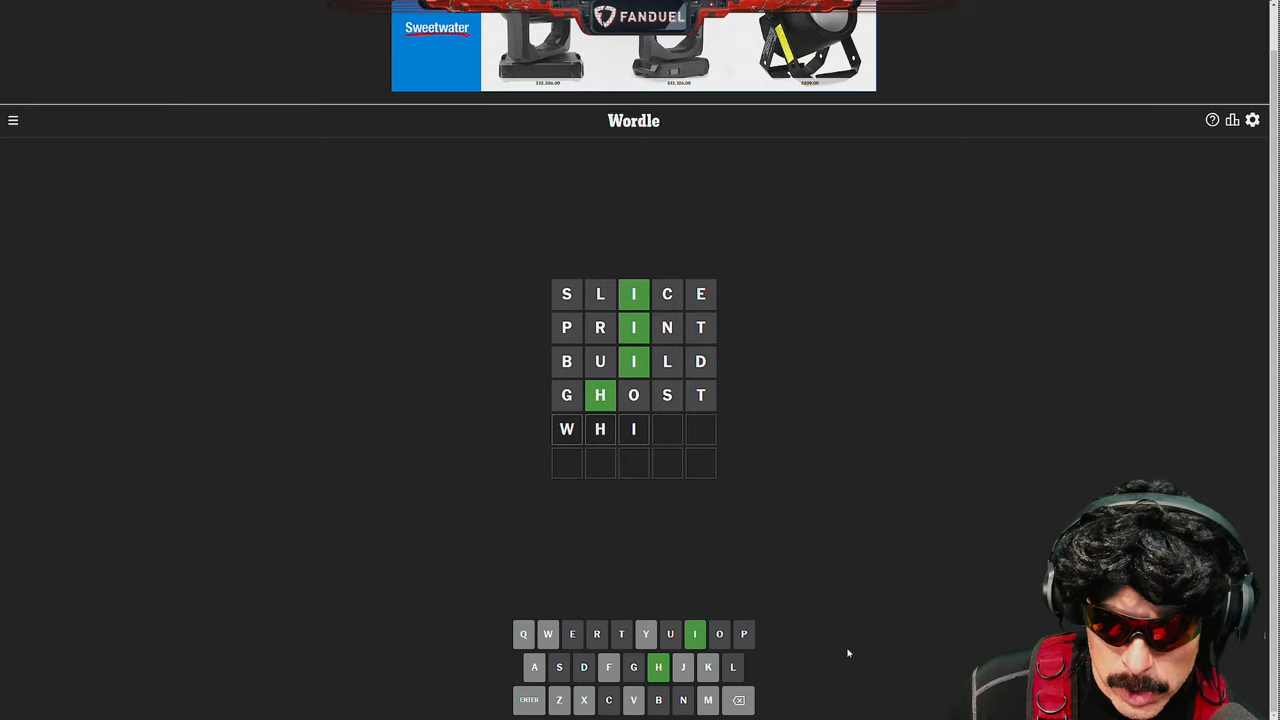 FANDUEL
Sweetwater
Wordle
S L I C E
P R I N T
B U I L D
G H O S T
W H I
Q W E R T Y U I O P
A S D F G H J K L
ENTER Z X C V B N M